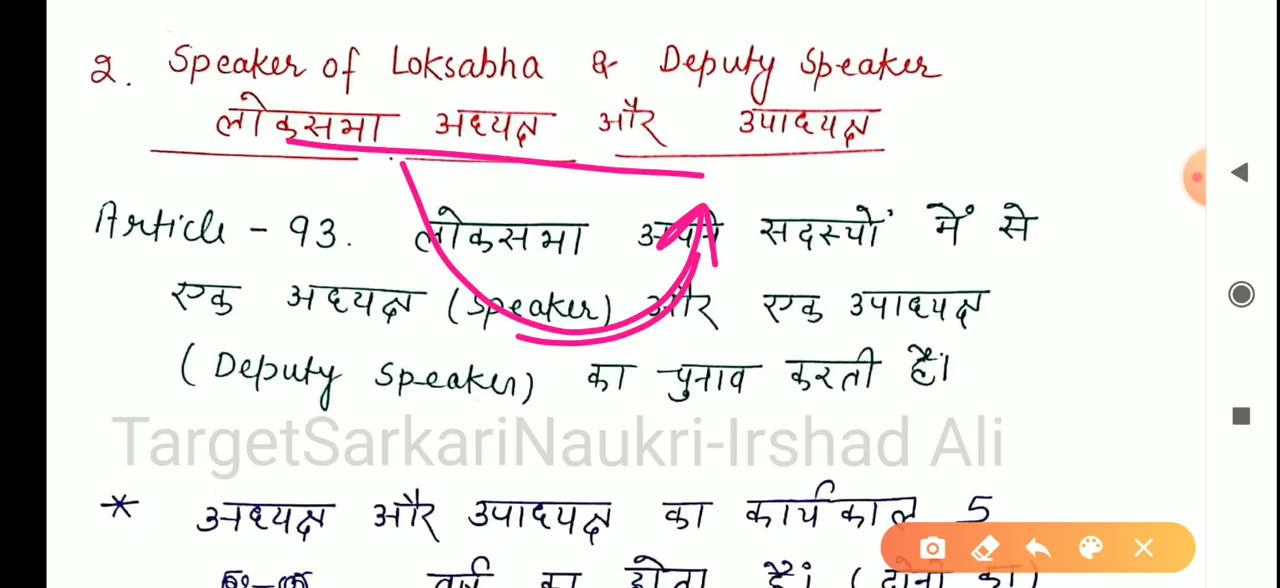 2. Speaker of Loksabha & Deputy Speaker
लोकसभा अध्यक्ष और उपाध्यक्ष
Article - 93. लोकसभा अपने सदस्यों में से
एक अध्यक्ष (Speaker) और एक उपाध्यक्ष
(Deputy Speaker) का चुनाव करती है।
TargetSarkariNaukri-Irshad Ali
* अध्यक्ष और उपाध्यक्ष का कार्यकाल 5
वर्ष का होता है। (दोनों का)